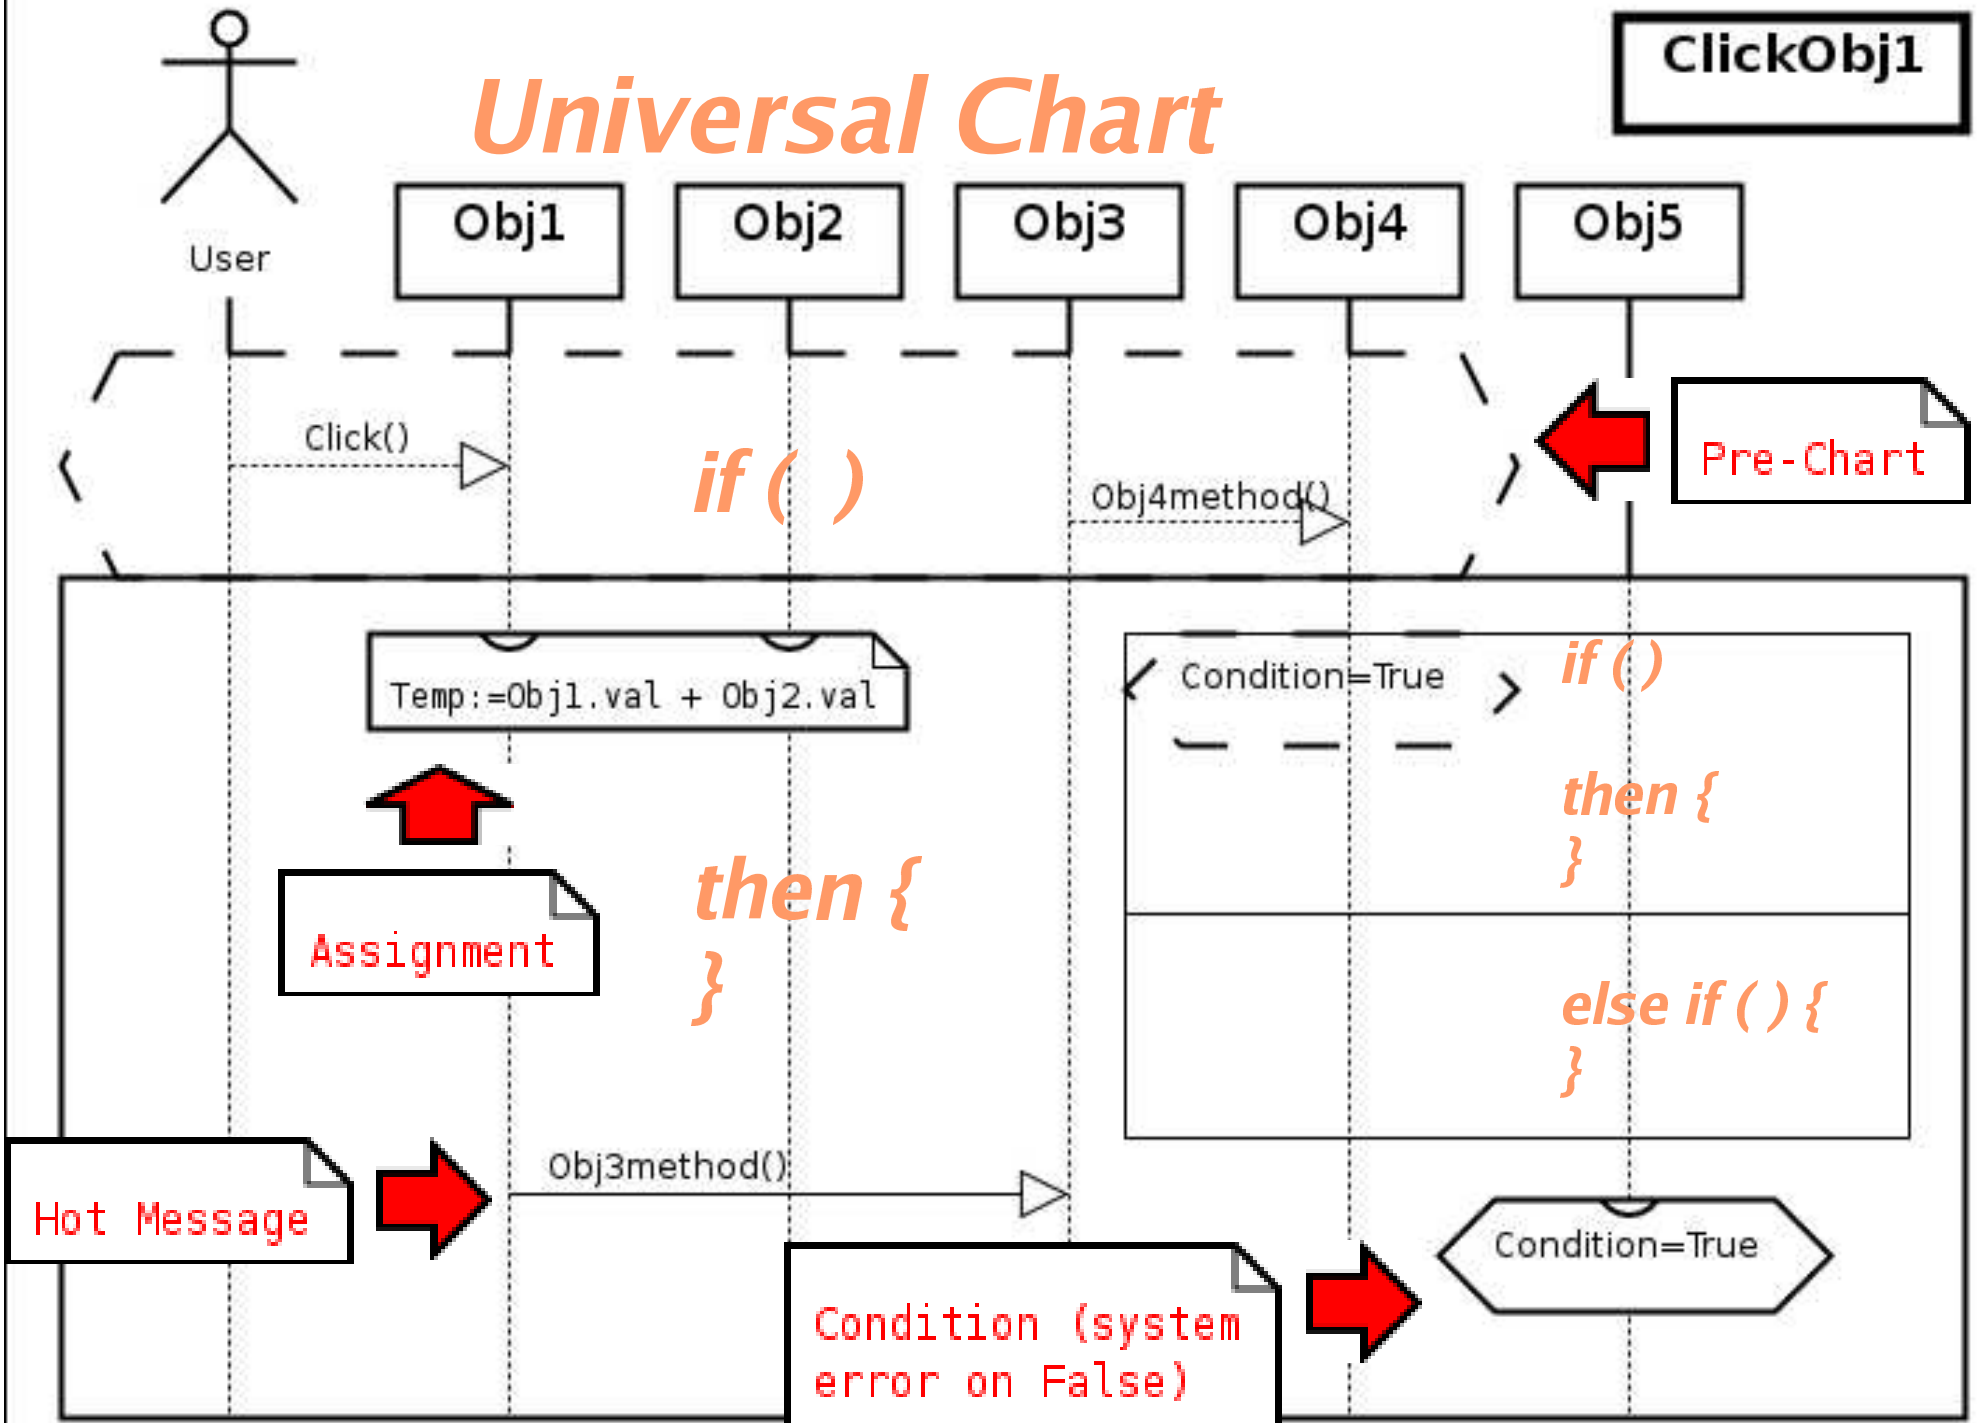 ClickObj1
Universal Chart
User
Obj1
Obj2
Obj3
Obj4
Obj5
Click()
if ( )
Obj4method()
Pre-Chart
Temp:=Obj1.val + Obj2.val
Condition=True
if ( )
then {
}
Assignment
then {
}
else if ( ) {
}
Hot Message
Obj3method()
Condition=True
Condition (system
error on False)